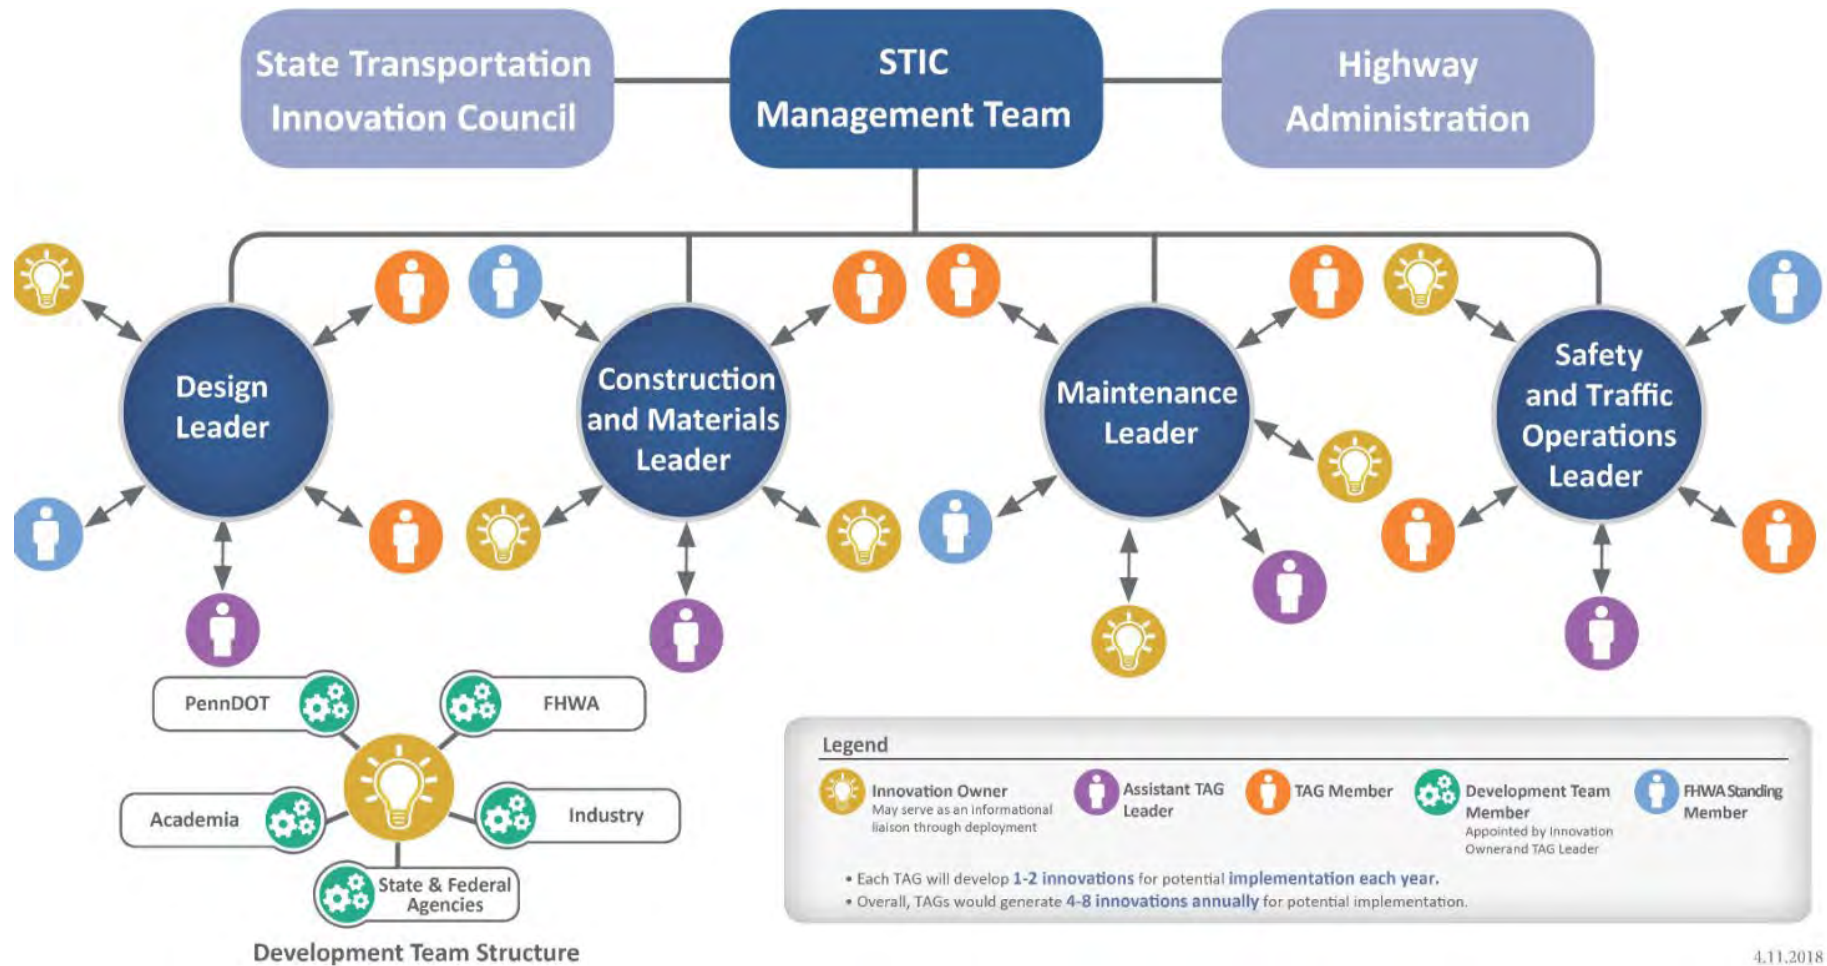 State Transportation
Innovation Council
STIC
Management Team
Highway
Administration
Design
Leader
Construction
and Materials
Leader
Maintenance
Leader
Safety
and Traffic
Operations
Leader
PennDOT
FHWA
Academia
Industry
State & Federal
Agencies
Development Team Structure
Legend
Innovation Owner
May serve as an informational
liaison through deployment
Assistant TAG
Leader
TAG Member
Development Team
Member
Appointed by Innovation
Ownerand TAG Leader
FHWA Standing
Member
• Each TAG will develop 1-2 innovations for potential implementation each year.
• Overall, TAGs would generate 4-8 innovations annually for potential implementation.
4.11.2018